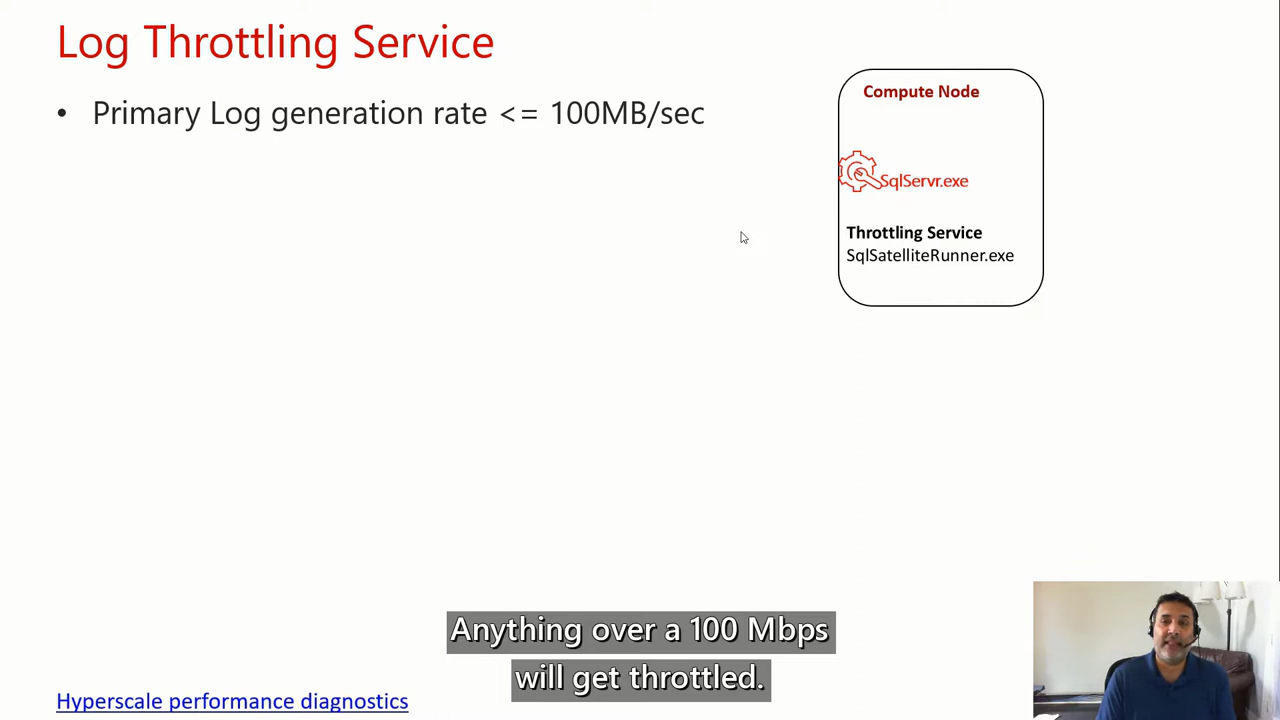 Log Throttling Service
• Primary Log generation rate <= 100MB/sec
Compute Node
SqlServr.exe
Throttling Service
SqlSatelliteRunner.exe
Anything over a 100 Mbps
will get throttled.
Hyperscale performance diagnostics